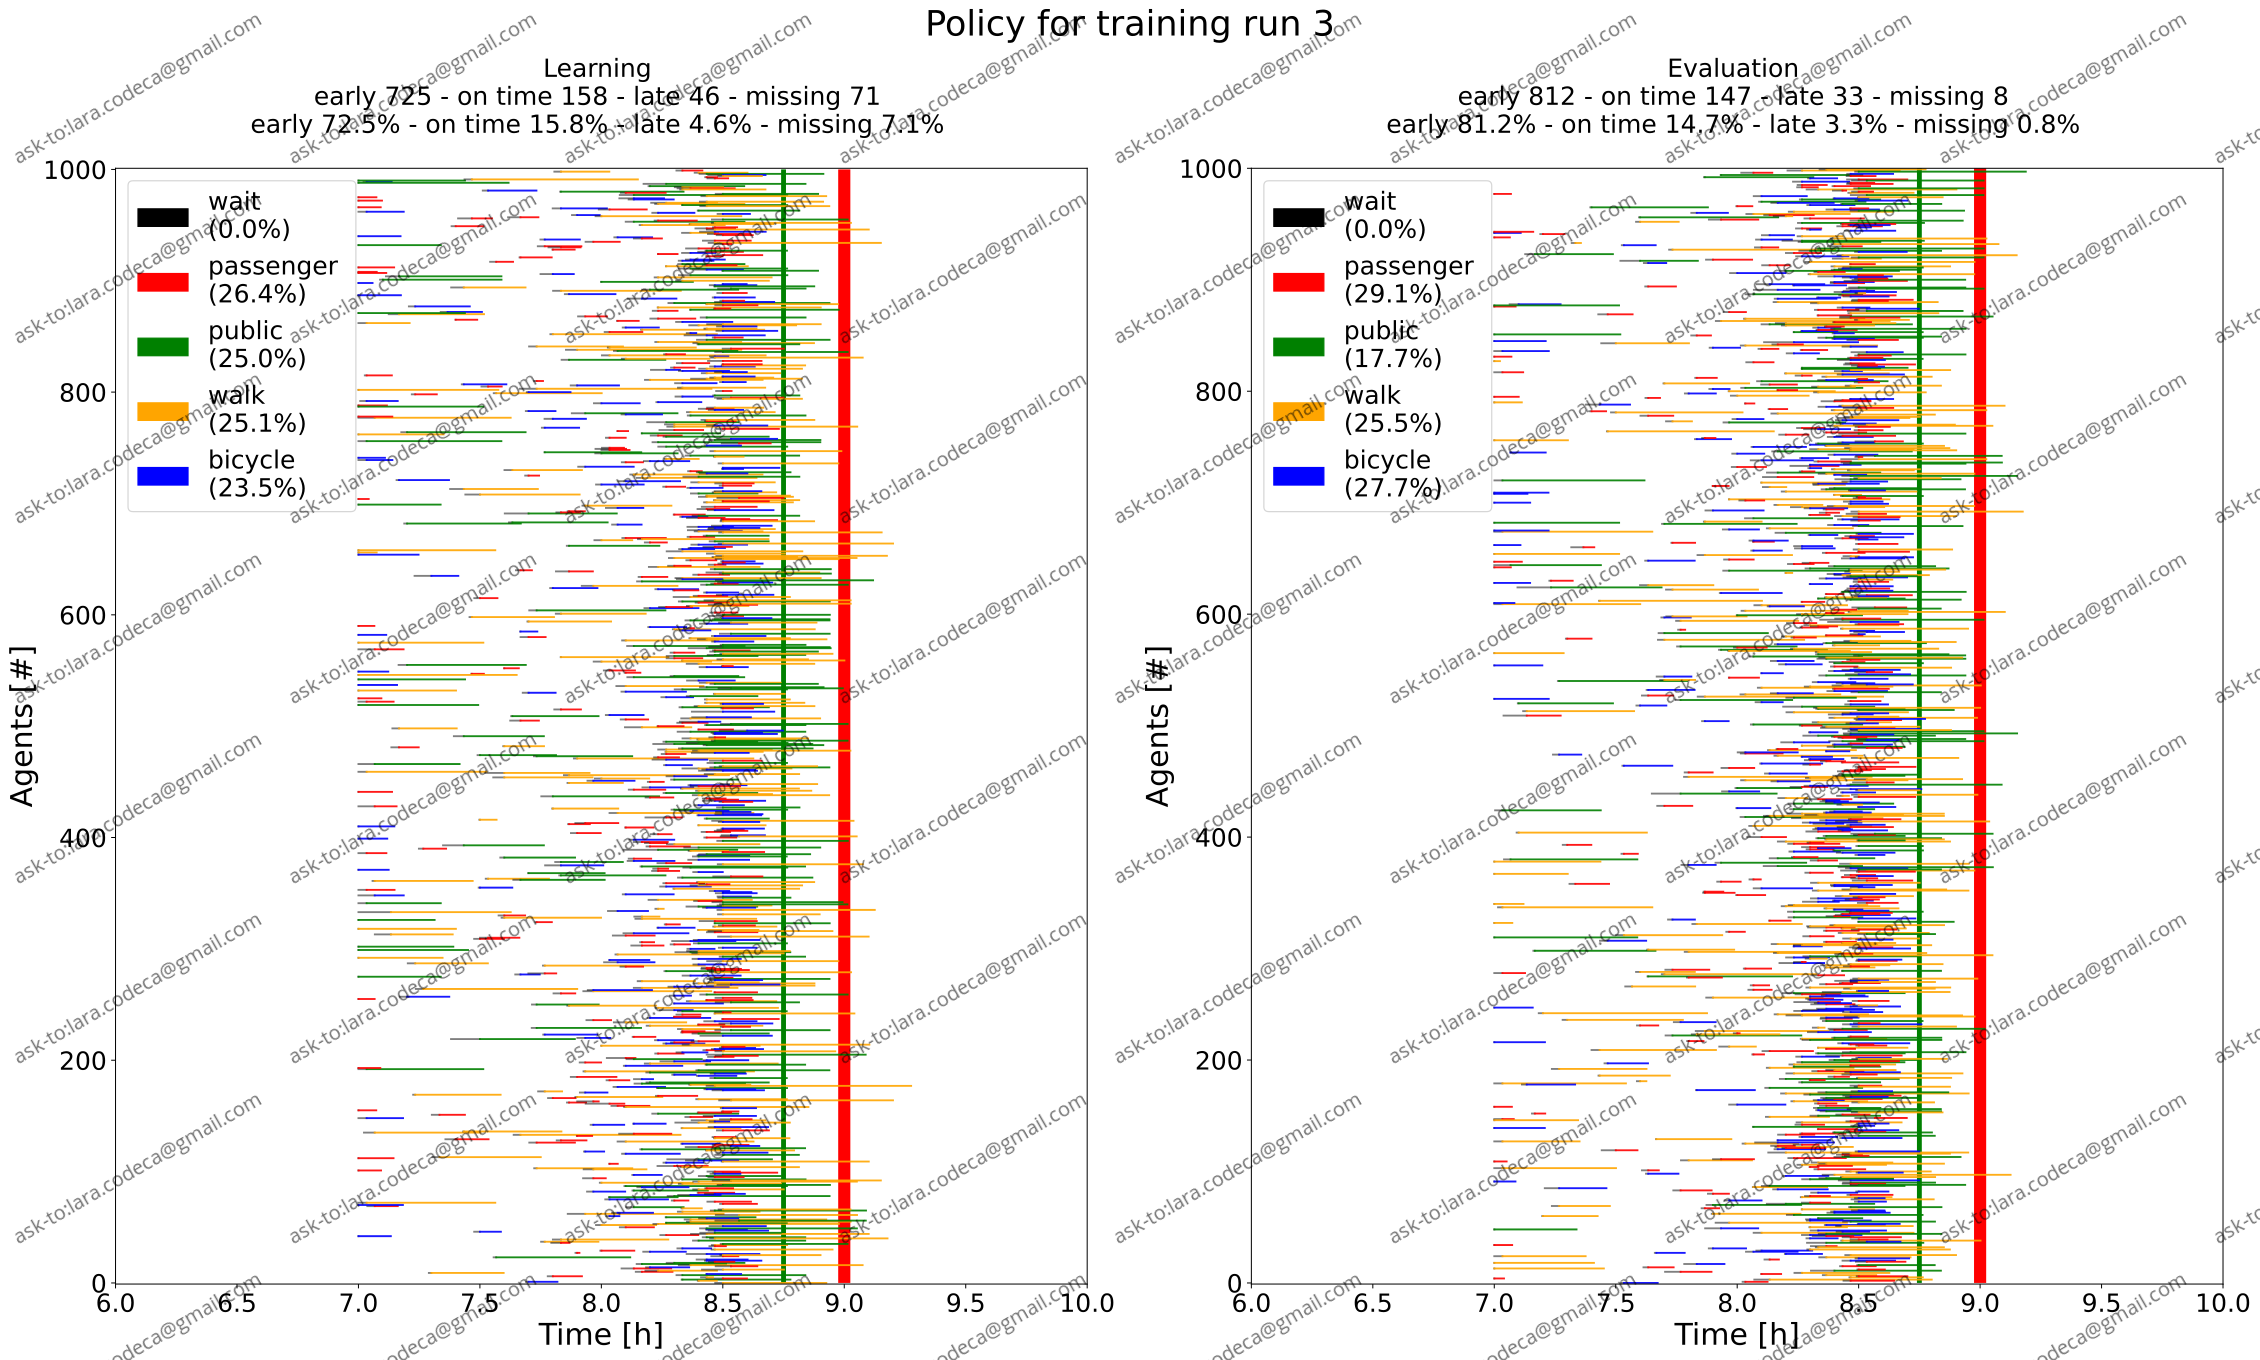 Policy for training run 3
Learning
early 725 - on time 158 - late 46 - missing 71
early 72.5% - on time 15.8% - late 4.6% - missing 7.1%
1000
800
600
400
200
0
Agents [#]
wait
(0.0%)
passenger
(26.4%)
public
(25.0%)
walk
(25.1%)
bicycle
(23.5%)
6.0 6.5 7.0 7.5 8.0 8.5 9.0 9.5 10.0
Time [h]
Evaluation
early 812 - on time 147 - late 33 - missing 8
early 81.2% - on time 14.7% - late 3.3% - missing 0.8%
1000
800
600
400
200
0
Agents [#]
wait
(0.0%)
passenger
(29.1%)
public
(17.7%)
walk
(25.5%)
bicycle
(27.7%)
6.0 6.5 7.0 7.5 8.0 8.5 9.0 9.5 10.0
Time [h]
ask-to:lara.codeca@gmail.com